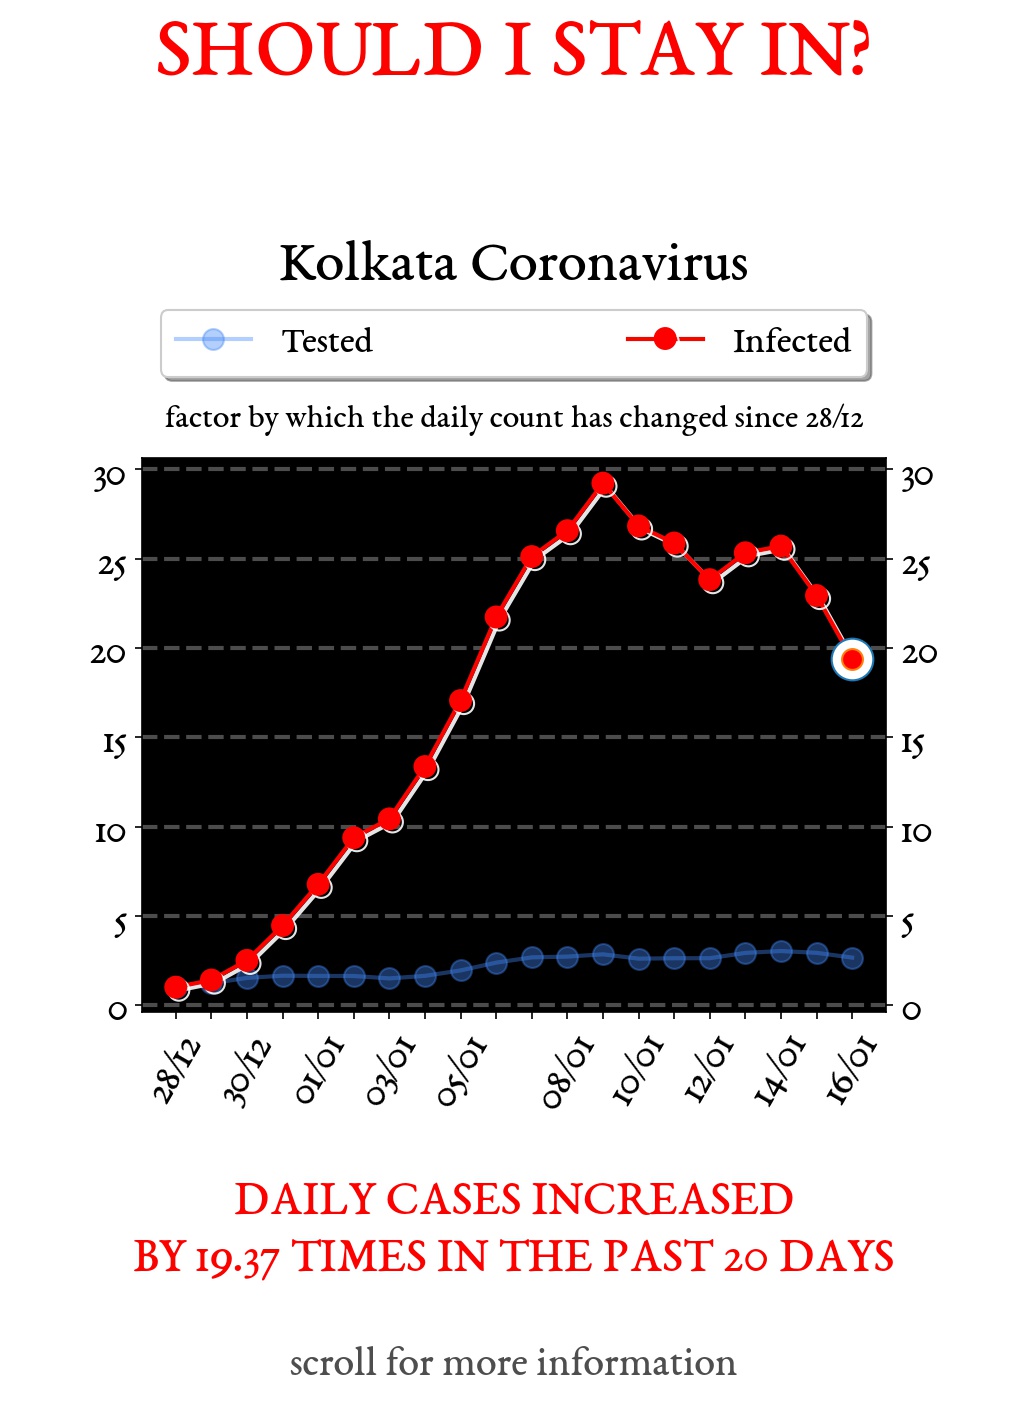 SHOULD I STAY IN?
Kolkata Coronavirus
Tested Infected
factor by which the daily count has changed since 28/12
30 30
25 25
20 20
15 15
10 10
5 5
0 0
28/12 30/12 01/01 03/01 05/01 08/01 10/01 12/01 14/01 16/01
DAILY CASES INCREASED
BY 19.37 TIMES IN THE PAST 20 DAYS
scroll for more information